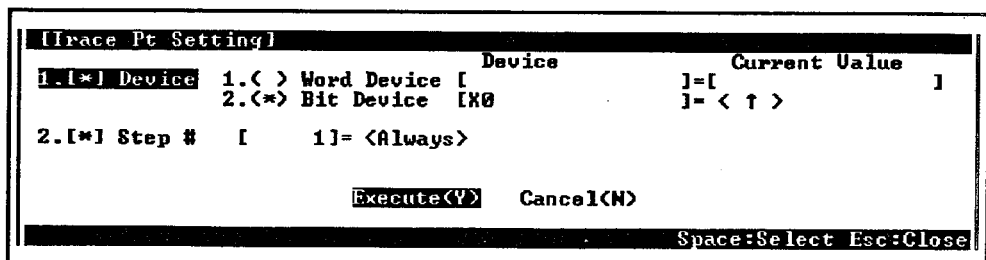 [Trace Pt Setting]
Device Current Value
1.[*] Device 1.( ) Word Device [ ]=[ ]
2.(*) Bit Device [X0 ]= < ↑ >
2.[*] Step # [ 1]= <Always>
Execute(Y) Cancel(N)
Space:Select Esc:Close